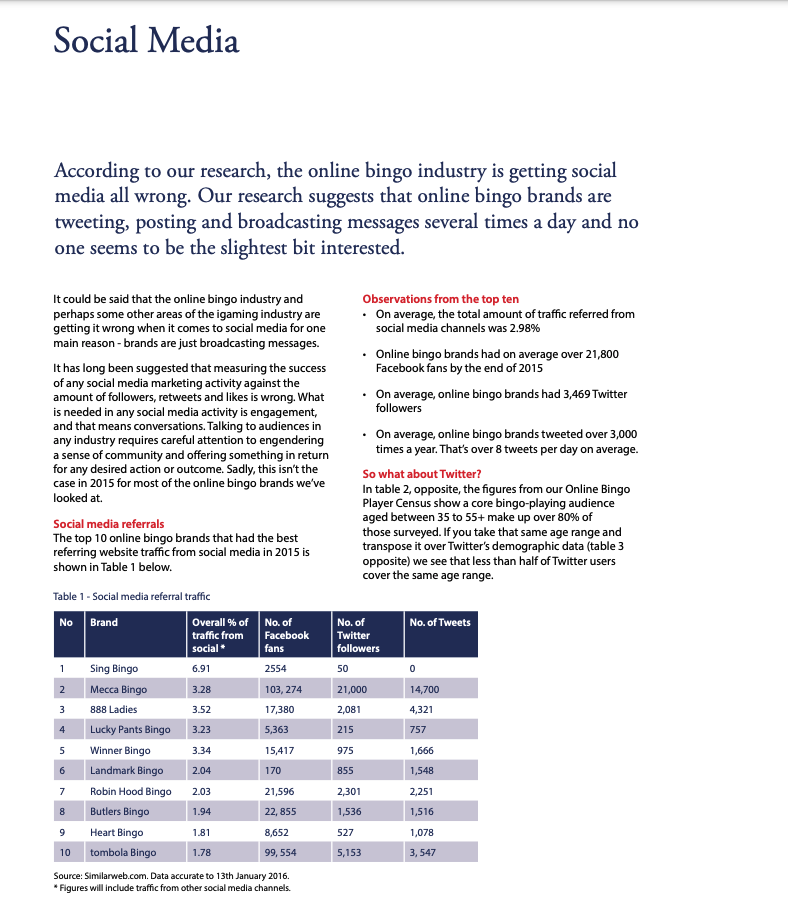 Social Media
According to our research, the online bingo industry is getting social
media all wrong. Our research suggests that online bingo brands are
tweeting, posting and broadcasting messages several times a day and no
one seems to be the slightest bit interested.
It could be said that the online bingo industry and
perhaps some other areas of the igaming industry are
getting it wrong when it comes to social media for one
main reason - brands are just broadcasting messages.
It has long been suggested that measuring the success
of any social media marketing activity against the
amount of followers, retweets and likes is wrong. What
is needed in any social media activity is engagement,
and that means conversations. Talking to audiences in
any industry requires careful attention to engendering
a sense of community and offering something in return
for any desired action or outcome. Sadly, this isn't the
case in 2015 for most of the online bingo brands we've
looked at.
Social media referrals
The top 10 online bingo brands that had the best
referring website traffic from social media in 2015 is
shown in Table 1 below.
Observations from the top ten
• On average, the total amount of traffic referred from
social media channels was 2.98%
• Online bingo brands had on average over 21,800
Facebook fans by the end of 2015
• On average, online bingo brands had 3,469 Twitter
followers
• On average, online bingo brands tweeted over 3,000
times a year. That's over 8 tweets per day on average.
So what about Twitter?
In table 2, opposite, the figures from our Online Bingo
Player Census show a core bingo-playing audience
aged between 35 to 55+ make up over 80% of
those surveyed. If you take that same age range and
transpose it over Twitter's demographic data (table 3
opposite) we see that less than half of Twitter users
cover the same age range.
Table 1 - Social media referral traffic
No Brand Overall % of traffic from social * No. of Facebook fans No. of Twitter followers No. of Tweets
1 Sing Bingo 6.91 2554 50 0
2 Mecca Bingo 3.28 103, 274 21,000 14,700
3 888 Ladies 3.52 17,380 2,081 4,321
4 Lucky Pants Bingo 3.23 5,363 215 757
5 Winner Bingo 3.34 15,417 975 1,666
6 Landmark Bingo 2.04 170 855 1,548
7 Robin Hood Bingo 2.03 21,596 2,301 2,251
8 Butlers Bingo 1.94 22, 855 1,536 1,516
9 Heart Bingo 1.81 8,652 527 1,078
10 tombola Bingo 1.78 99, 554 5,153 3, 547
Source: Similarweb.com. Data accurate to 13th January 2016.
* Figures will include traffic from other social media channels.